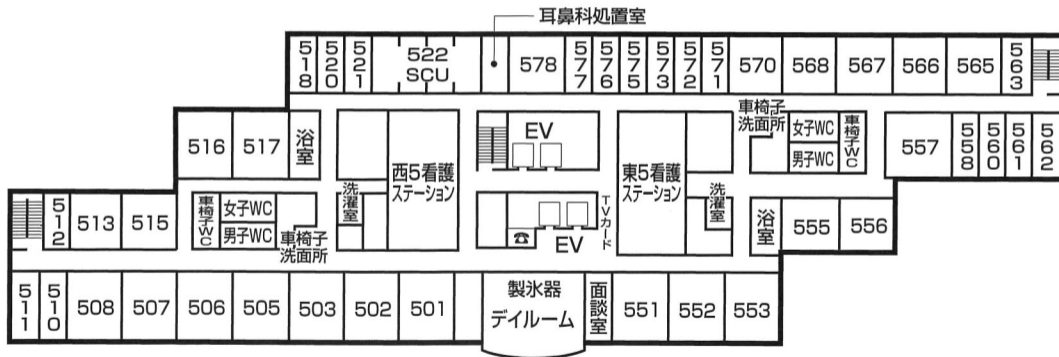 耳鼻科処置室
518
520
521
522
SCU
578
577
576
575
573
572
571
570
568
567
566
565
563
516
517
浴室
西5看護
ステーション
EV
東5看護
ステーション
車椅子
洗面所
女子WC
男子WC
車椅子WC
557
558
560
561
562
512
513
515
車椅子WC
女子WC
男子WC
車椅子
洗面所
洗濯室
EV
TVカード
洗濯室
浴室
555
556
511
510
508
507
506
505
503
502
501
製氷器
デイルーム
面談室
551
552
553